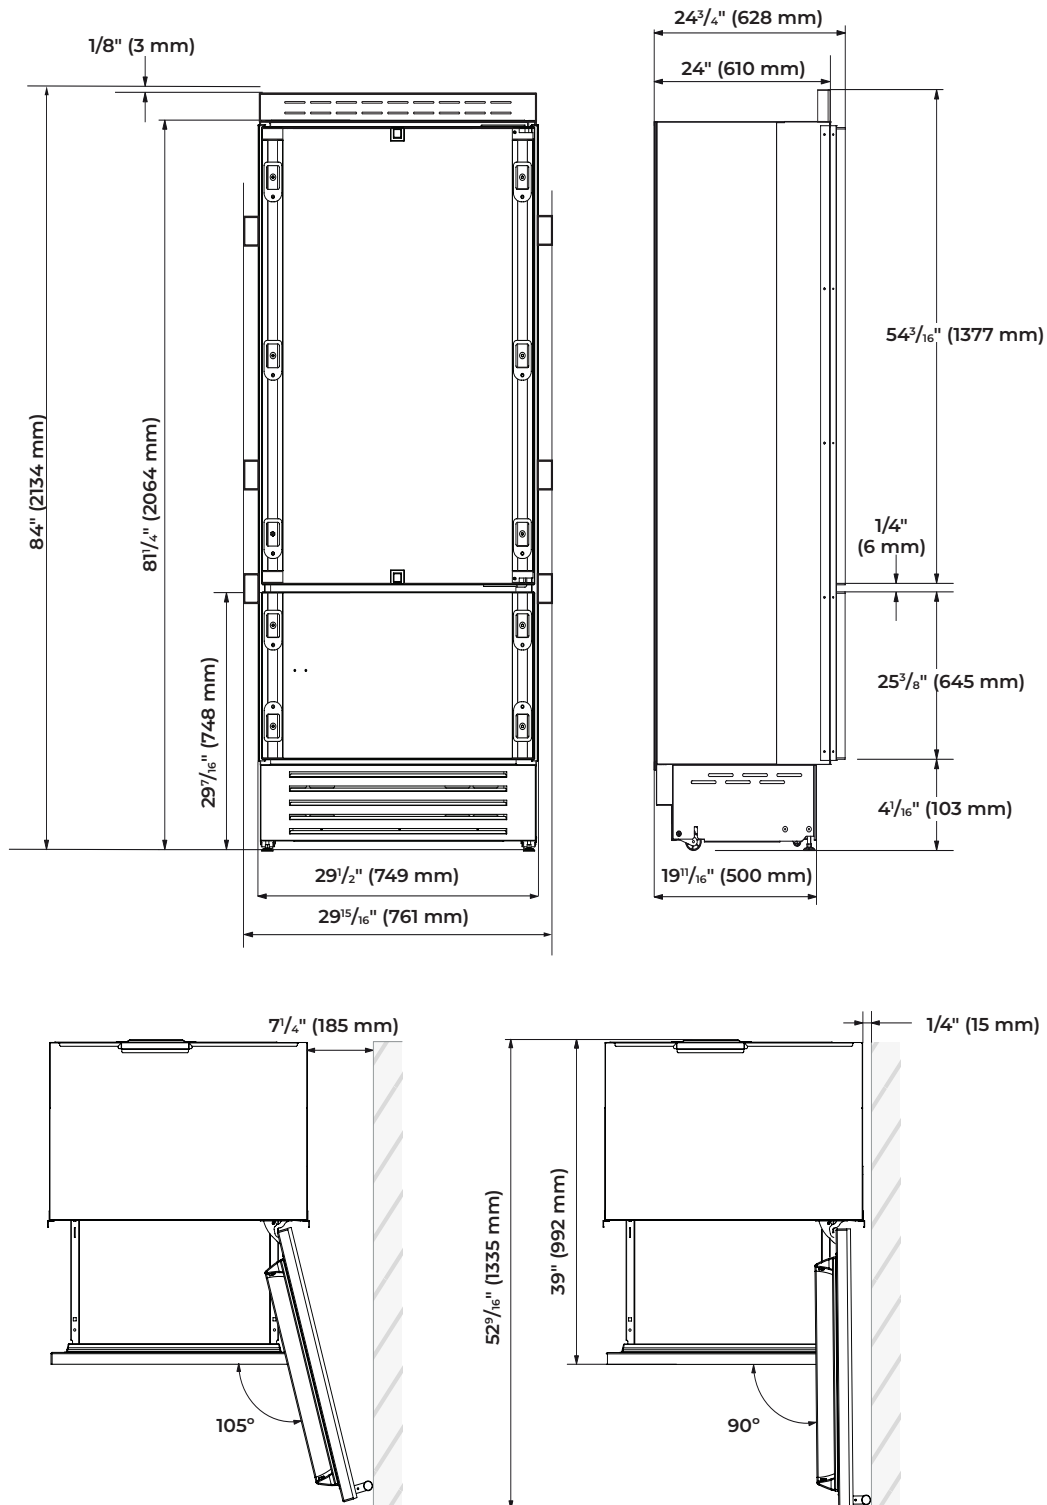 24³/₄" (628 mm)
1/8" (3 mm)
24" (610 mm)
54³/₁₆" (1377 mm)
84" (2134 mm)
81¹/₄" (2064 mm)
1/4"
(6 mm)
25³/₈" (645 mm)
29⁷/₁₆" (748 mm)
4¹/₁₆" (103 mm)
29¹/₂" (749 mm)
19¹¹/₁₆" (500 mm)
29¹⁵/₁₆" (761 mm)
7¹/₄" (185 mm)
1/4" (15 mm)
52⁹/₁₆" (1335 mm)
39" (992 mm)
105°
90°